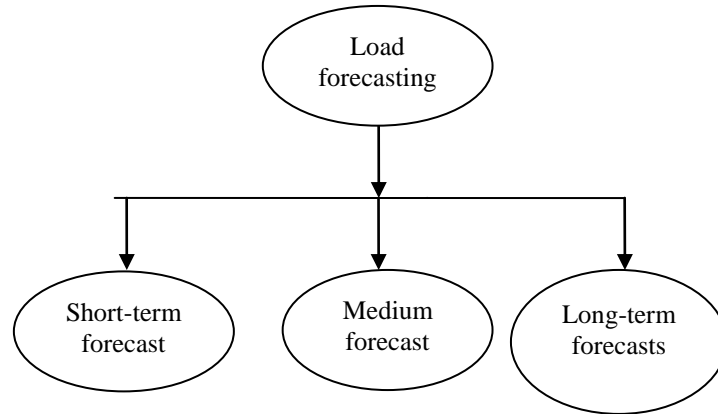 Load
forecasting
Short-term
forecast
Medium
forecast
Long-term
forecasts